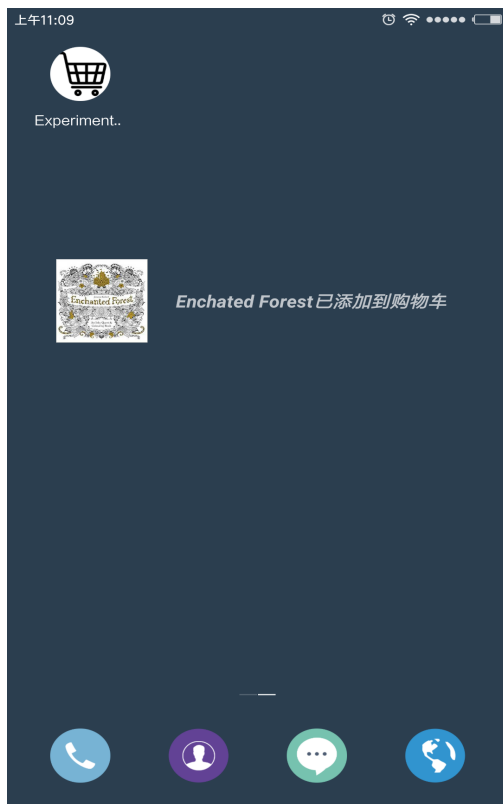 上午11:09
Experiment..
Enchanted Forest
Enchated Forest已添加到购物车